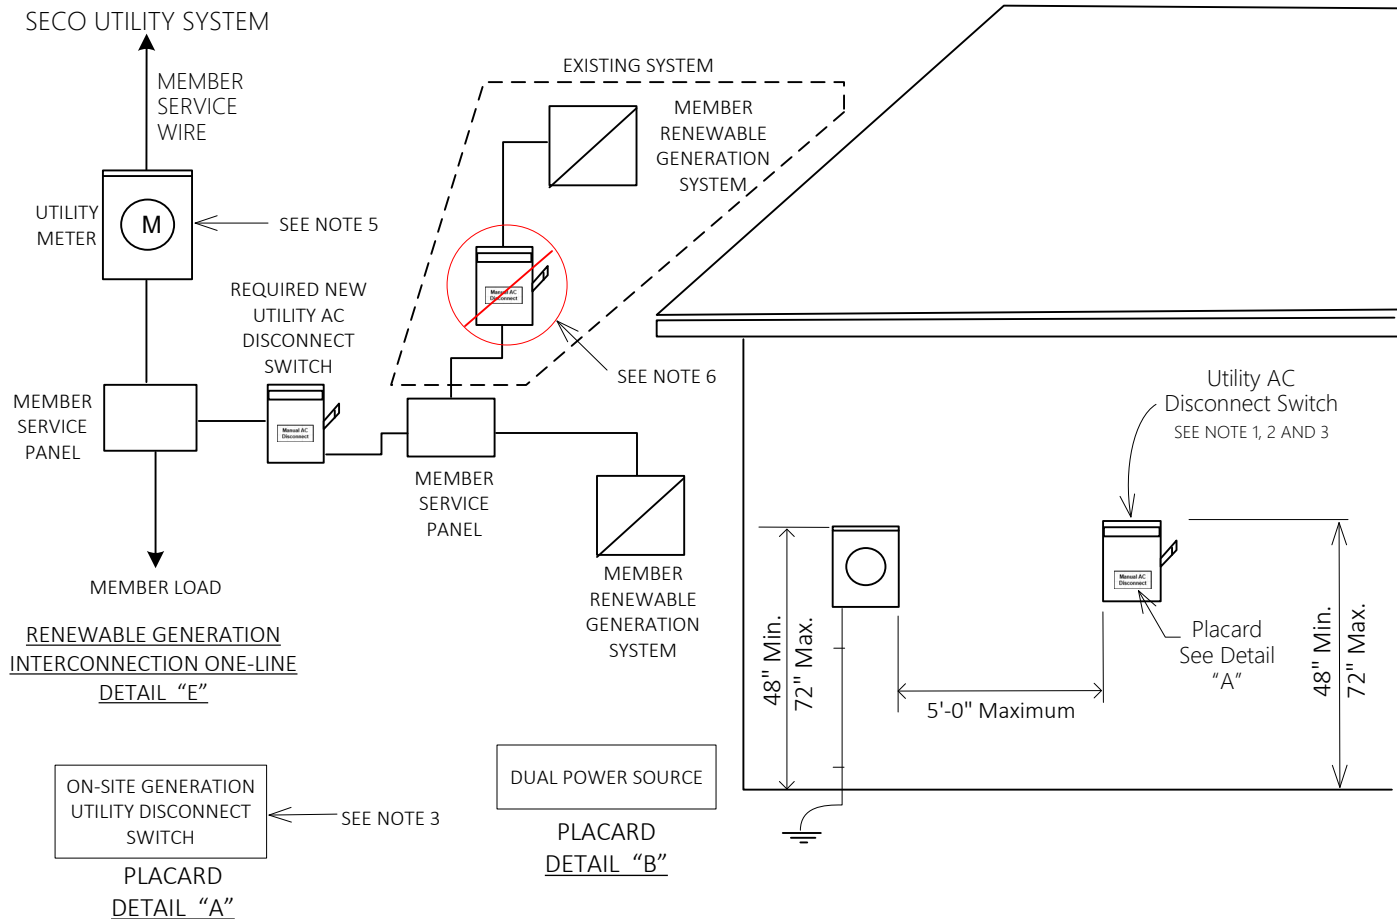 SECO UTILITY SYSTEM
MEMBER
SERVICE
WIRE
UTILITY
METER
M
SEE NOTE 5
EXISTING SYSTEM
MEMBER
RENEWABLE
GENERATION
SYSTEM
Manual AC
Disconnect
SEE NOTE 6
REQUIRED NEW
UTILITY AC
DISCONNECT
SWITCH
Manual AC
Disconnect
MEMBER
SERVICE
PANEL
MEMBER
SERVICE
PANEL
MEMBER
RENEWABLE
GENERATION
SYSTEM
MEMBER LOAD
RENEWABLE GENERATION
INTERCONNECTION ONE-LINE
DETAIL “E”
Utility AC
Disconnect Switch
SEE NOTE 1, 2 AND 3
Manual AC
Disconnect
Placard
See Detail
“A”
48" Min.
72" Max.
5'-0" Maximum
48" Min.
72" Max.
ON-SITE GENERATION
UTILITY DISCONNECT
SWITCH
SEE NOTE 3
PLACARD
DETAIL “A”
DUAL POWER SOURCE
PLACARD
DETAIL “B”